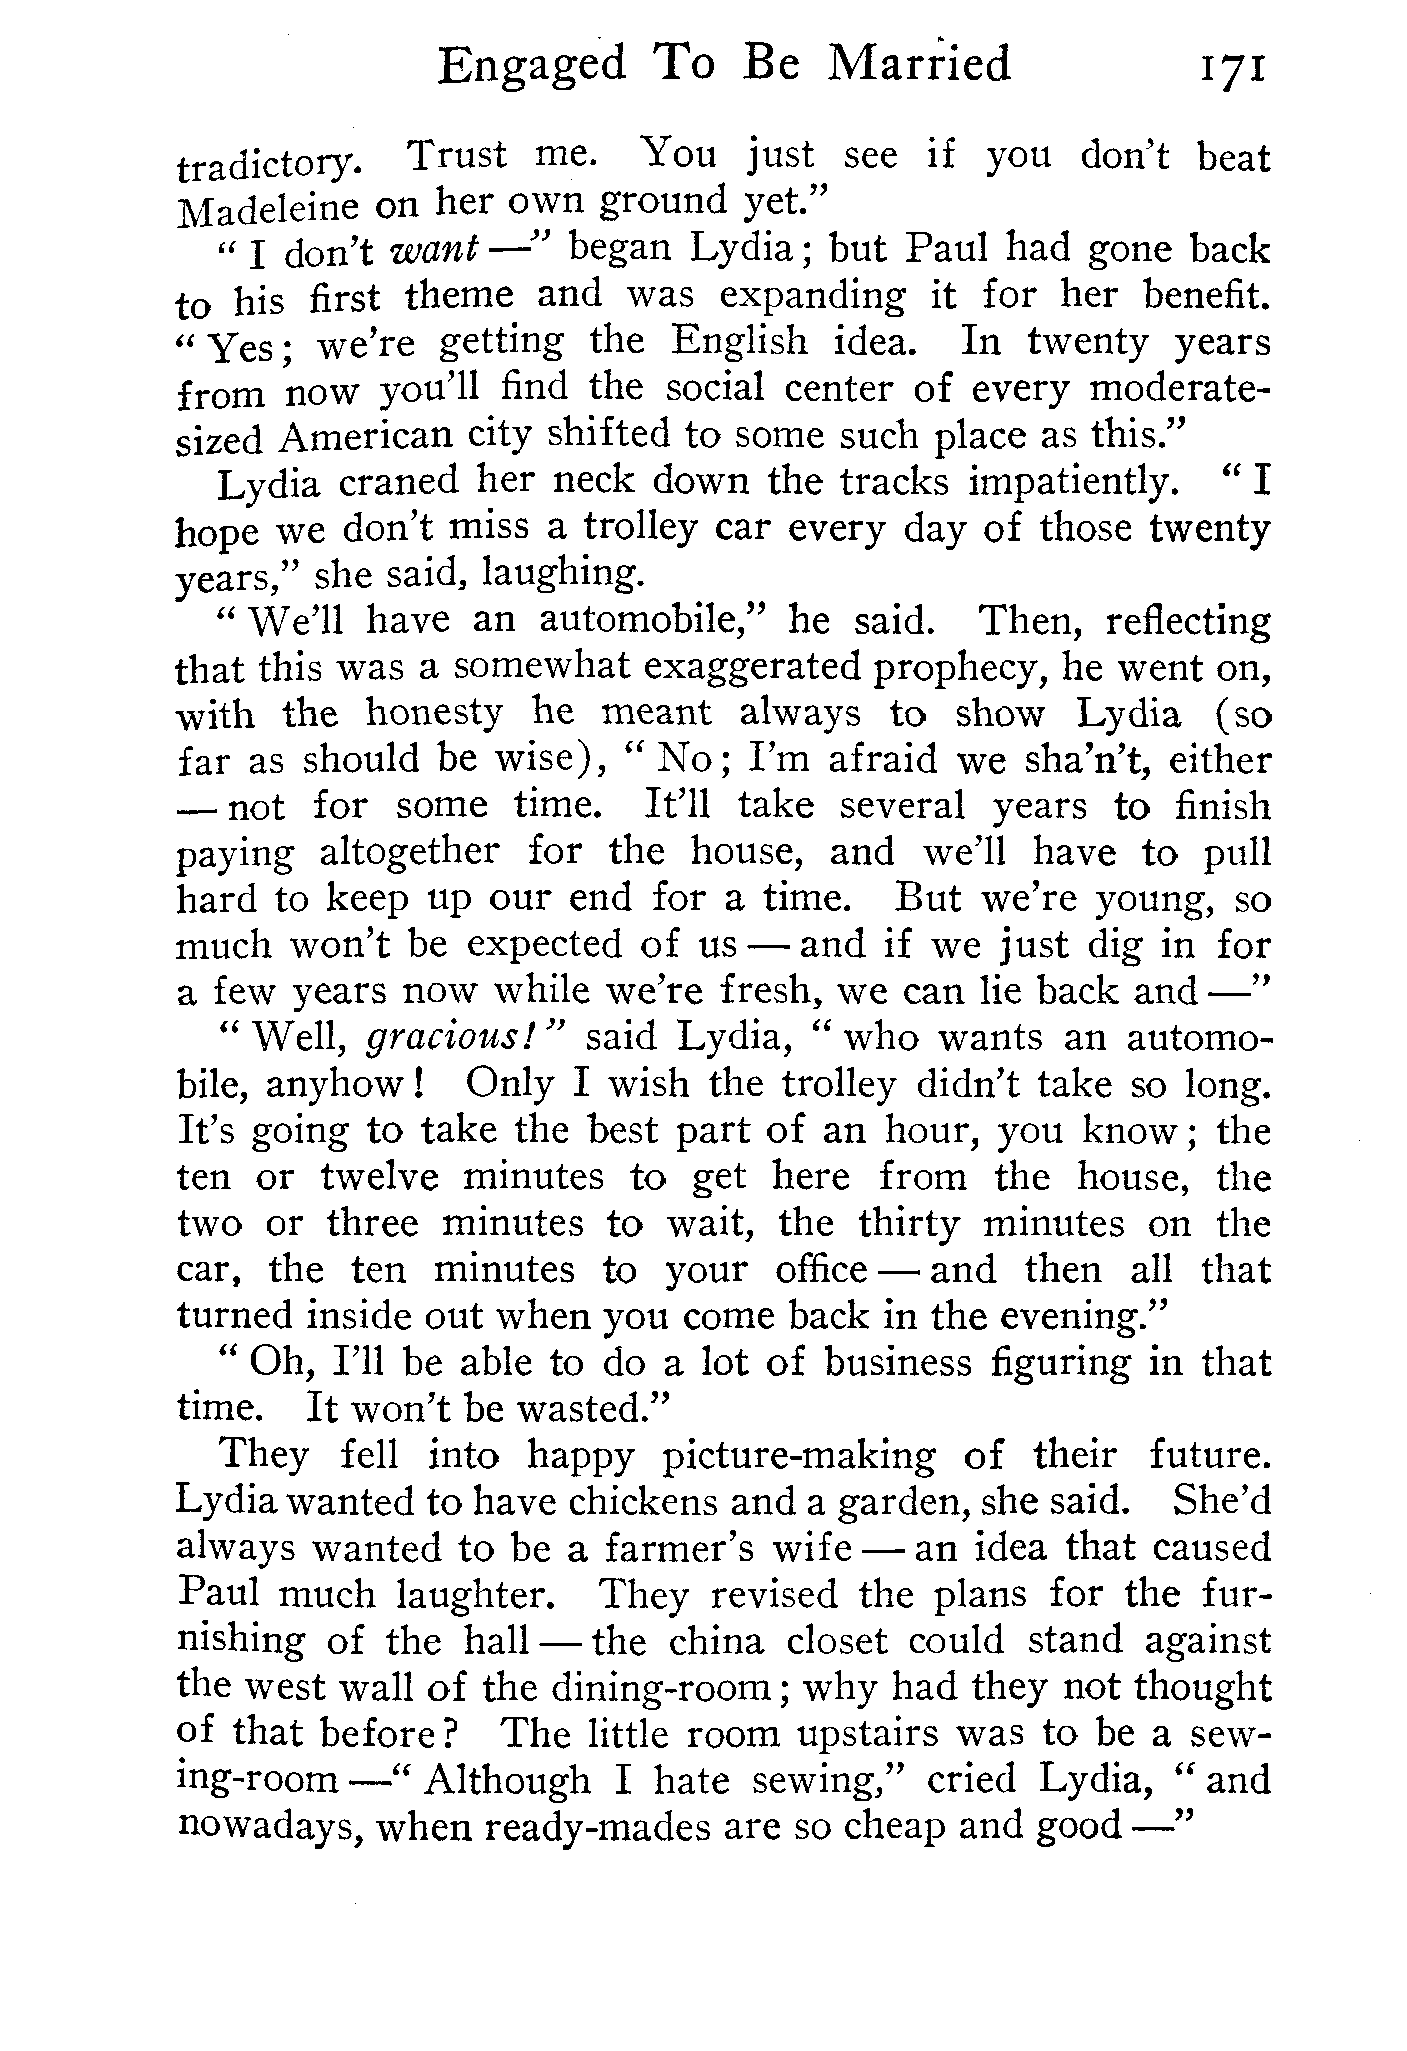 Engaged To Be Married 171
tradictory. Trust me. You just see if you don't beat
Madeleine on her own ground yet."
" I don't want —" began Lydia; but Paul had gone back
to his first theme and was expanding it for her benefit.
" Yes; we're getting the English idea. In twenty years
from now you'll find the social center of every moderate-
sized American city shifted to some such place as this."
Lydia craned her neck down the tracks impatiently. " I
hope we don't miss a trolley car every day of those twenty
years," she said, laughing.
" We'll have an automobile," he said. Then, reflecting
that this was a somewhat exaggerated prophecy, he went on,
with the honesty he meant always to show Lydia (so
far as should be wise), " No; I'm afraid we sha'n't, either
— not for some time. It'll take several years to finish
paying altogether for the house, and we'll have to pull
hard to keep up our end for a time. But we're young, so
much won't be expected of us — and if we just dig in for
a few years now while we're fresh, we can lie back and —"
" Well, gracious!" said Lydia, " who wants an automo-
bile, anyhow! Only I wish the trolley didn't take so long.
It's going to take the best part of an hour, you know; the
ten or twelve minutes to get here from the house, the
two or three minutes to wait, the thirty minutes on the
car, the ten minutes to your office — and then all that
turned inside out when you come back in the evening."
" Oh, I'll be able to do a lot of business figuring in that
time. It won't be wasted."
They fell into happy picture-making of their future.
Lydia wanted to have chickens and a garden, she said. She'd
always wanted to be a farmer's wife — an idea that caused
Paul much laughter. They revised the plans for the fur-
nishing of the hall — the china closet could stand against
the west wall of the dining-room; why had they not thought
of that before? The little room upstairs was to be a sew-
ing-room —" Although I hate sewing," cried Lydia, " and
nowadays, when ready-mades are so cheap and good —"